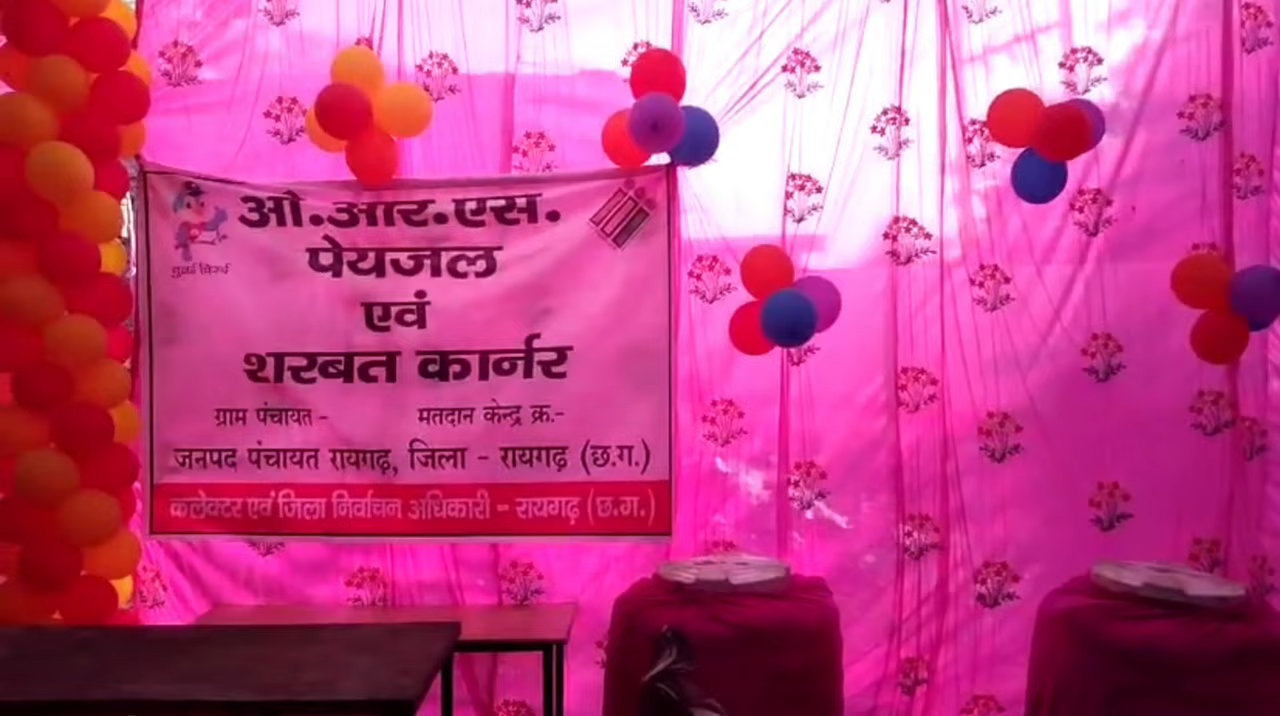 ओ.आर.एस.
पेयजल
एवं
शरबत कार्नर
ग्राम पंचायत - मतदान केन्द्र क्र.-
जनपद पंचायत रायगढ़, जिला - रायगढ़ (छ.ग.)
कलेक्टर एवं जिला निर्वाचन अधिकारी - रायगढ़ (छ.ग.)